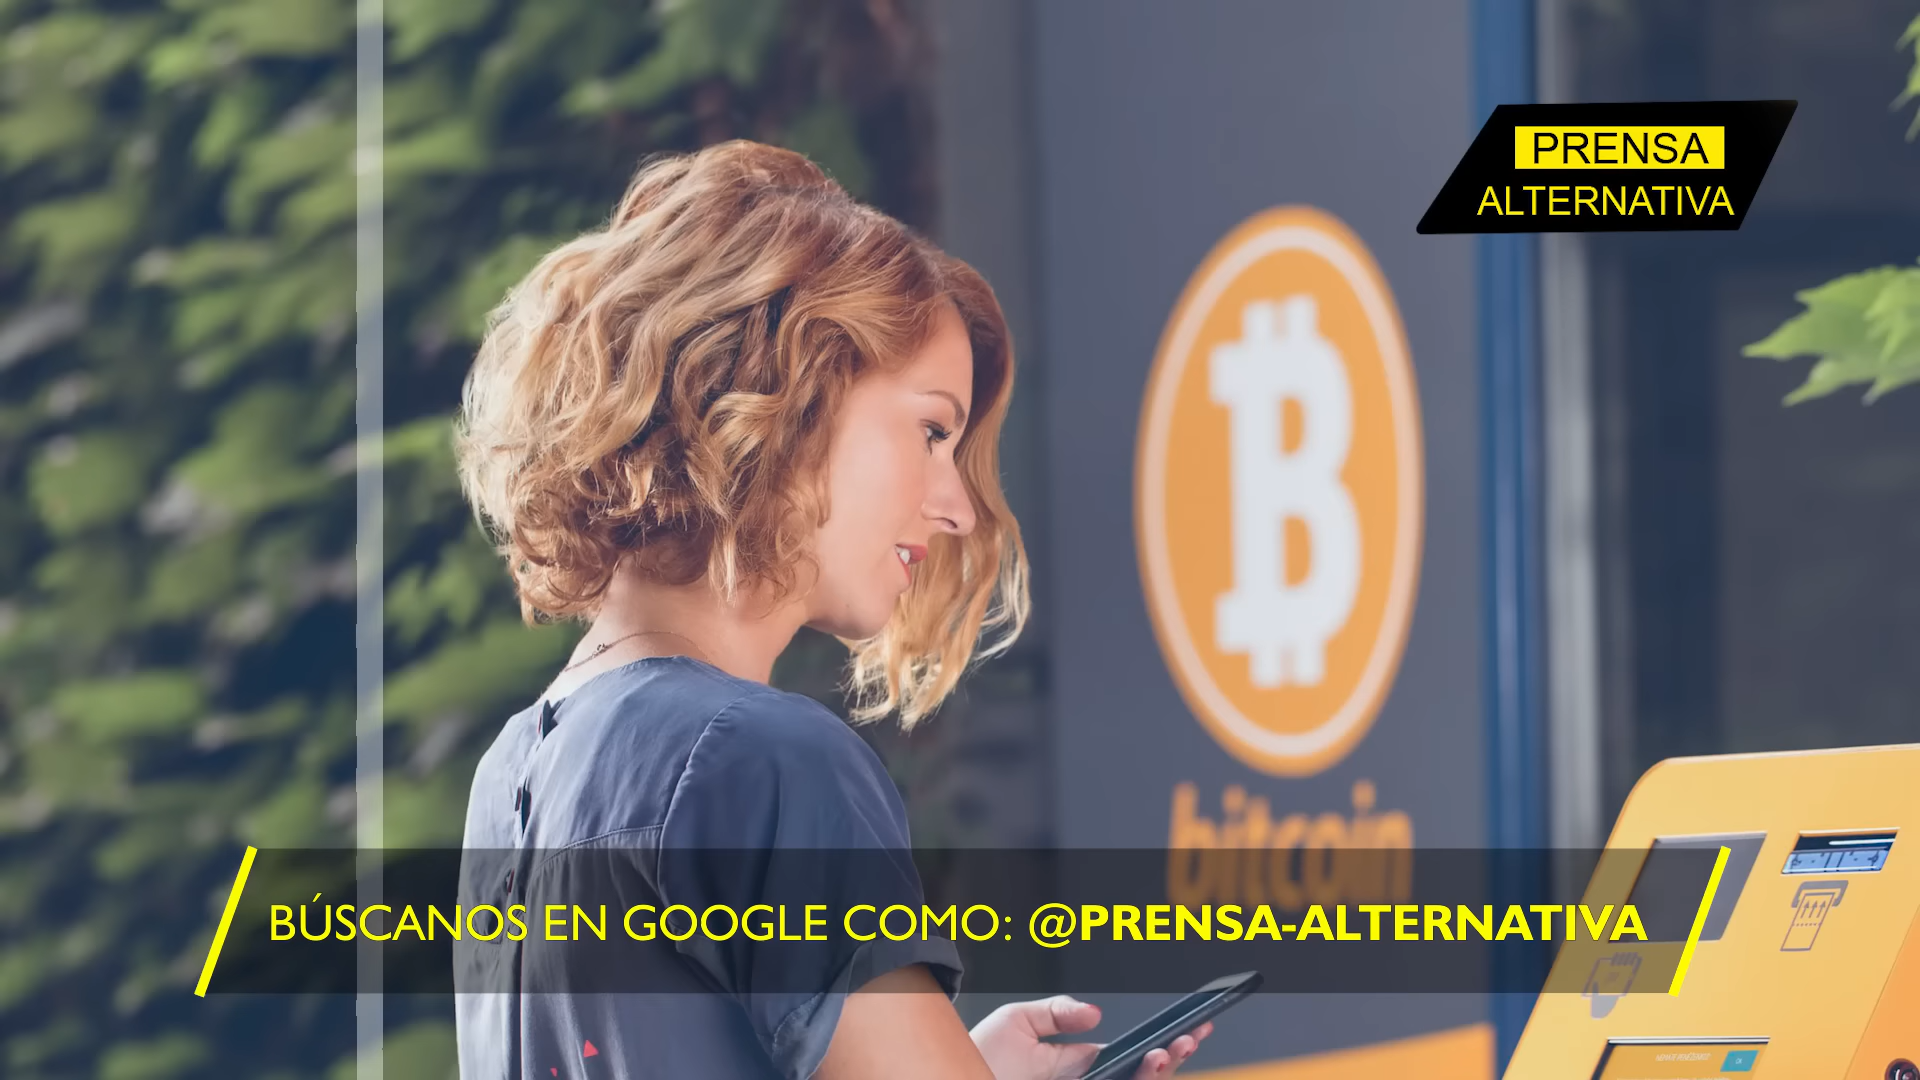 PRENSA
ALTERNATIVA
B
bitcoin
BÚSCANOS EN GOOGLE COMO: @PRENSA-ALTERNATIVA